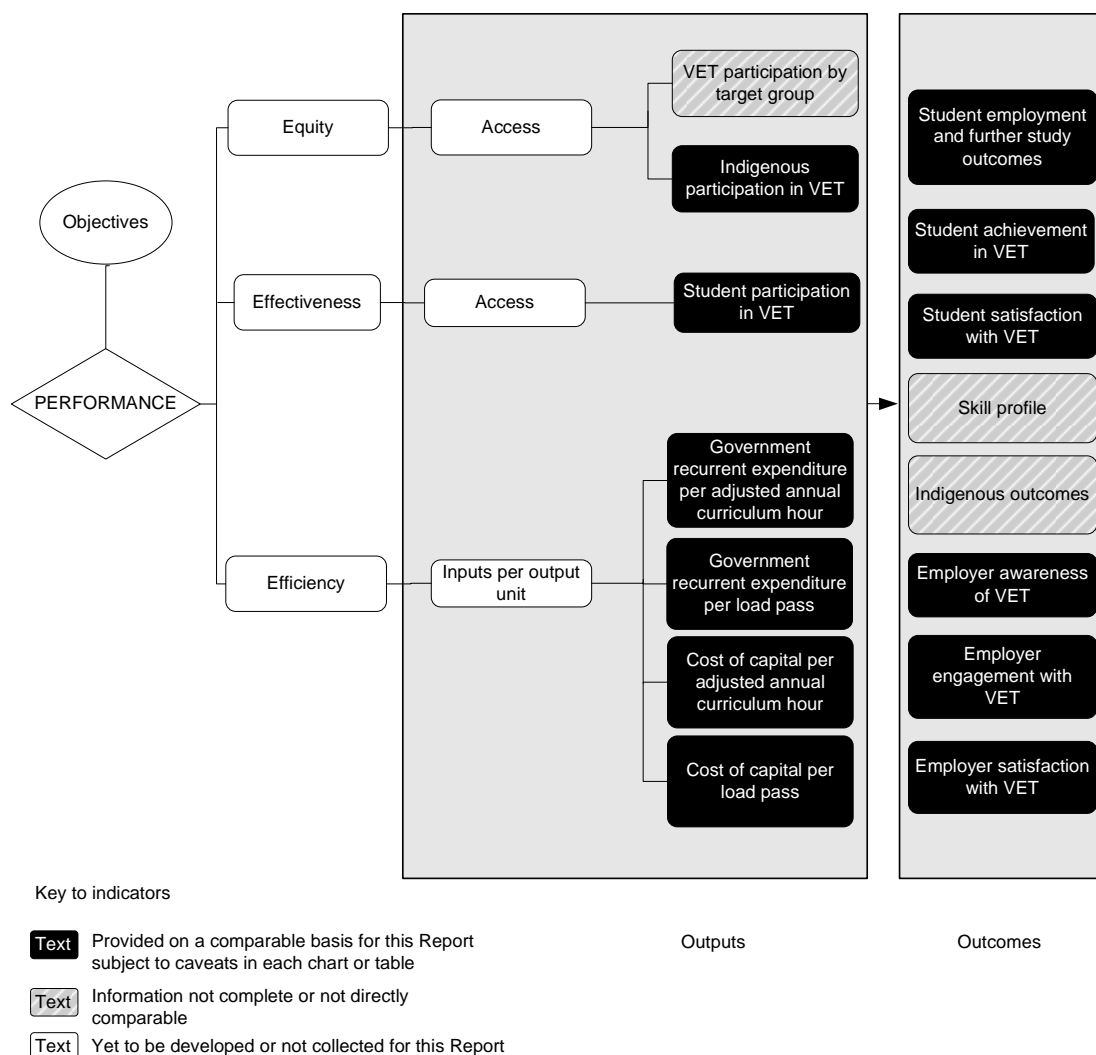 VET participation by
target group
Equity
Access
Student employment
and further study
outcomes
Indigenous
participation in VET
Objectives
Student achievement
in VET
Effectiveness
Access
Student participation
in VET
Student satisfaction
with VET
PERFORMANCE
Skill profile
Government
recurrent expenditure
per adjusted annual
curriculum hour
Indigenous outcomes
Efficiency
Inputs per output
unit
Government
recurrent expenditure
per load pass
Employer awareness
of VET
Cost of capital per
adjusted annual
curriculum hour
Employer
engagement with
VET
Cost of capital per
load pass
Employer satisfaction
with VET
Key to indicators
Text Provided on a comparable basis for this Report
subject to caveats in each chart or table
Outputs
Outcomes
Text Information not complete or not directly
comparable
Text Yet to be developed or not collected for this Report